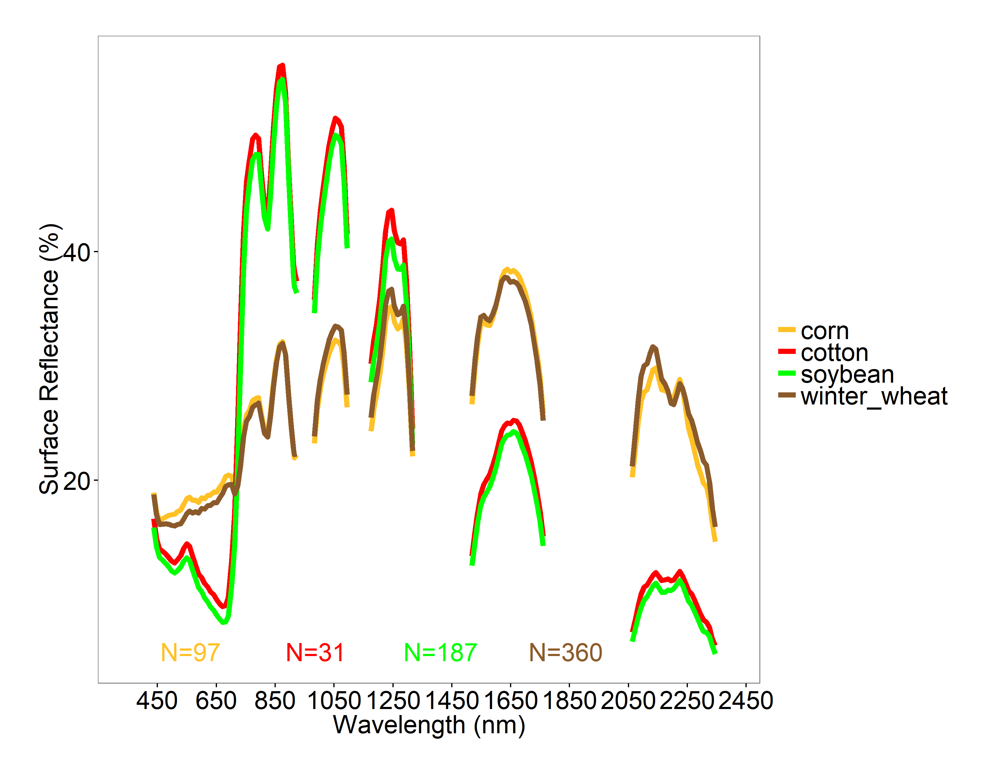 Surface Reflectance (%)
40
20
corn
cotton
soybean
winter_wheat
N=97 N=31 N=187 N=360
450 650 850 1050 1250 1450 1650 1850 2050 2250 2450
Wavelength (nm)